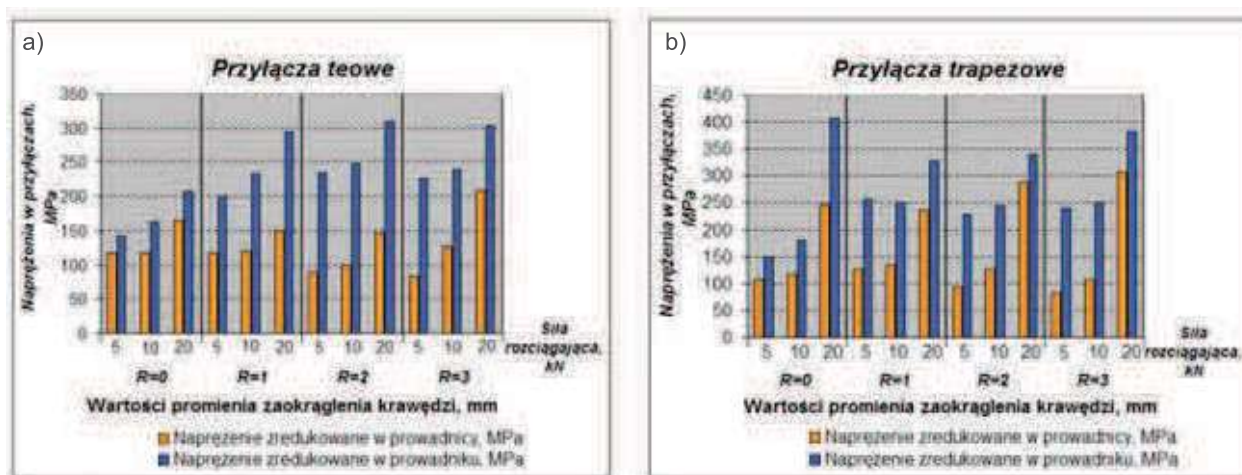 a)
Przyłącza teowe
Naprężenia w przyłączach,
MPa
350
300
250
200
150
100
50
0
5 10 20 5 10 20 5 10 20 5 10 20
R=0 R=1 R=2 R=3
Siła
rozciągająca,
kN
Wartości promienia zaokrąglenia krawędzi, mm
Naprężenie zredukowane w prowadnicy, MPa
Naprężenie zredukowane w prowadniku, MPa
b)
Przyłącza trapezowe
Naprężenia w przyłączach,
MPa
450
400
350
300
250
200
150
100
50
0
5 10 20 5 10 20 5 10 20 5 10 20
R=0 R=1 R=2 R=3
Siła
rozciągająca,
kN
Wartości promienia zaokrąglenia krawędzi, mm
Naprężenie zredukowane w prowadnicy, MPa
Naprężenie zredukowane w prowadniku, MPa